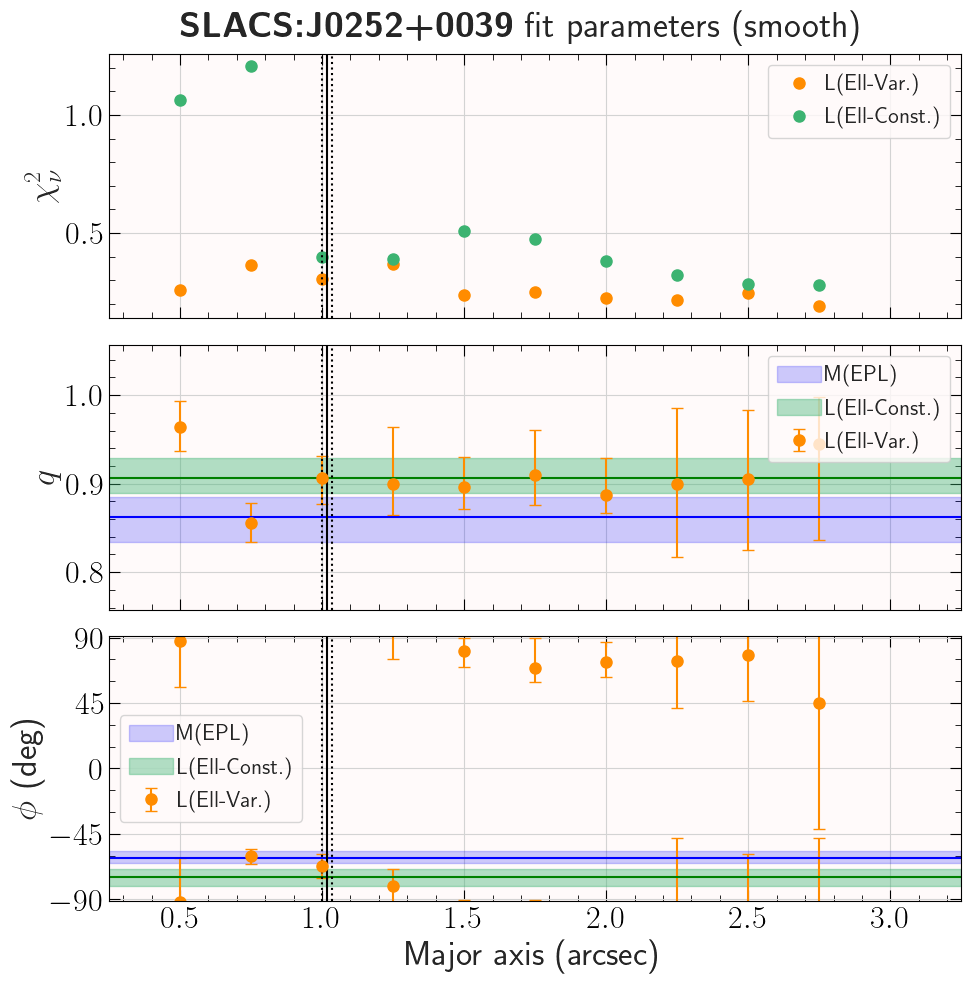 SLACS:J0252+0039 fit parameters (smooth)
L(Ell-Var.)
L(Ell-Const.)
1.0
0.5
χ²ν
M(EPL)
L(Ell-Const.)
L(Ell-Var.)
1.0
0.9
0.8
q
90
45
0
−45
−90
ϕ (deg)
M(EPL)
L(Ell-Const.)
L(Ell-Var.)
0.5 1.0 1.5 2.0 2.5 3.0
Major axis (arcsec)